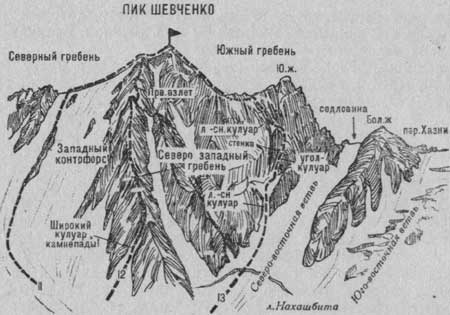 ПИК ШЕВЧЕНКО
Северный гребень
Южный гребень
Ю.ж.
Пра.взлет
седловина
Бол.ж
пер.Хазни
л.-сн.кулуар
стенка
Западный
контрфорс
Северо западный
гребень
угол-
кулуар
л.-сн
кулуар
Широкий
кулуар
камнепады!
Северо-восточная ветвь
Юго-восточная ветвь
11
12
13
л.Нахашбита